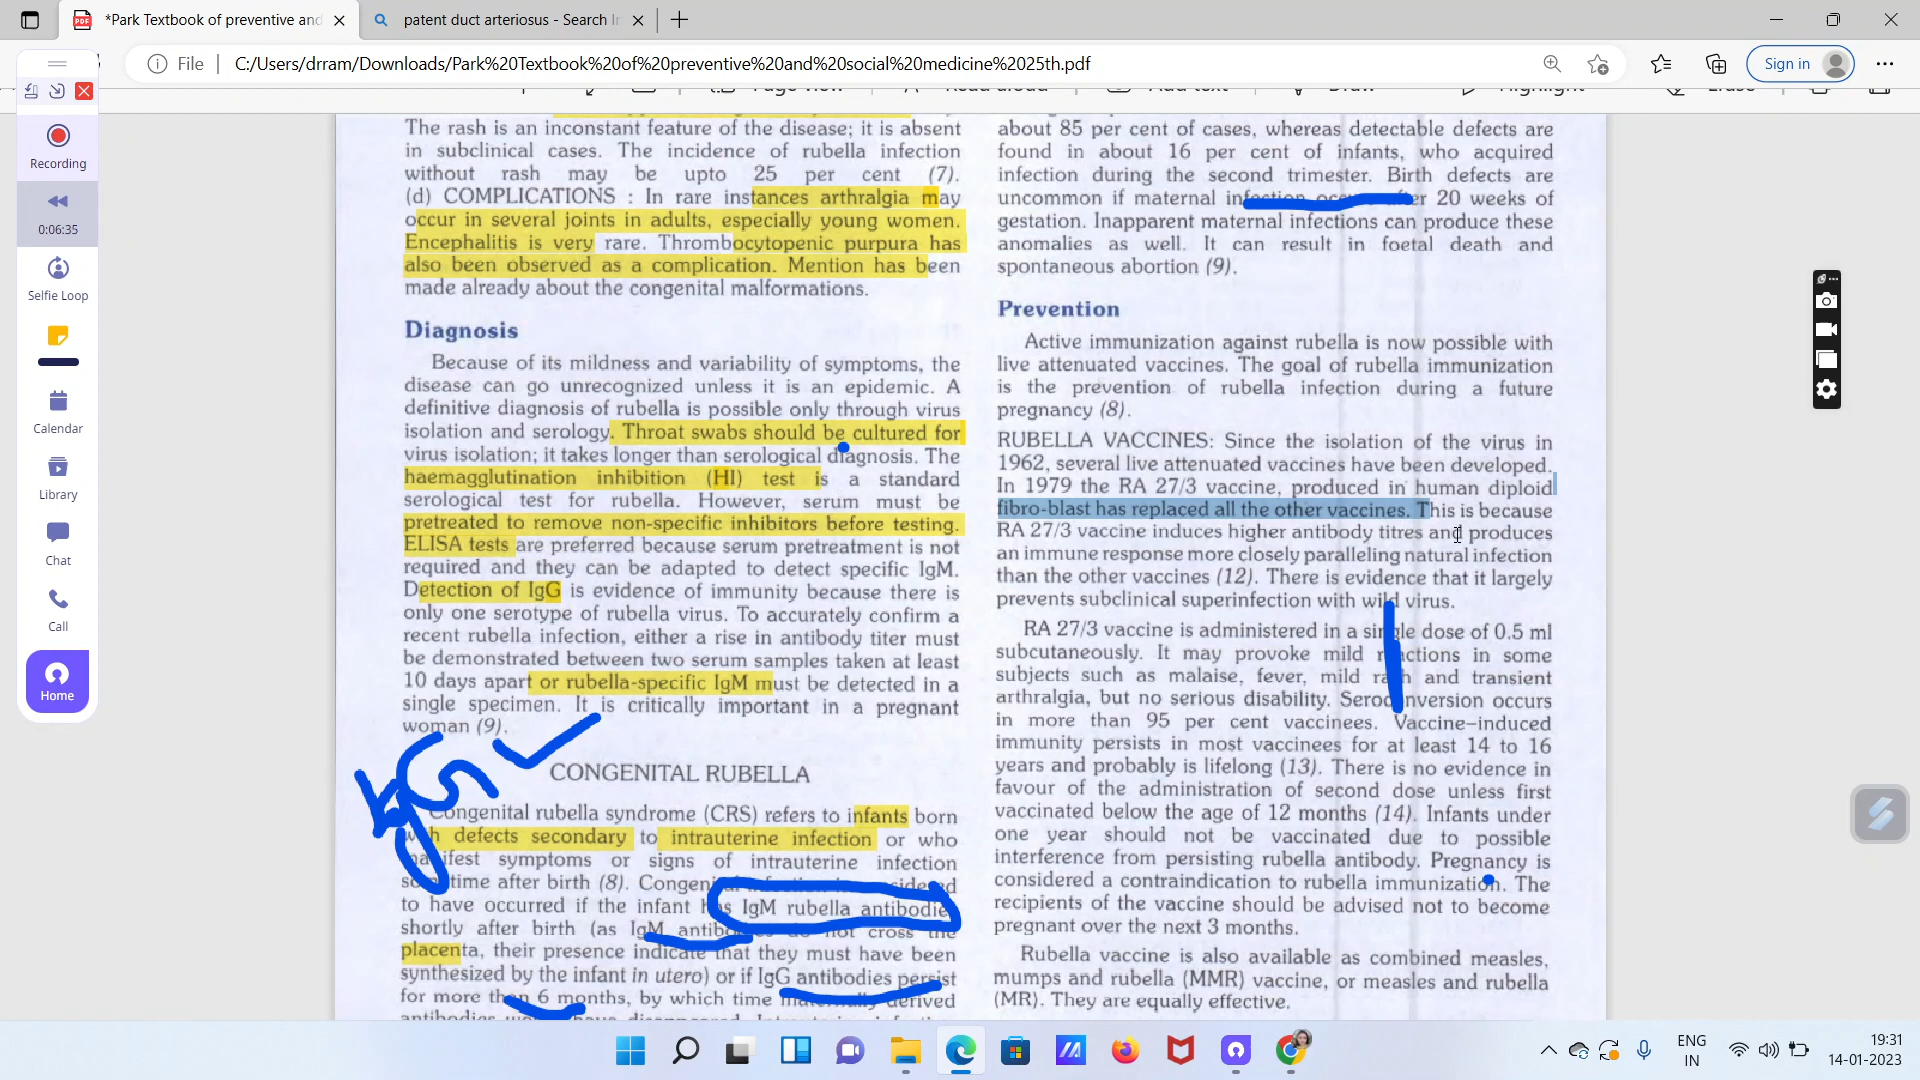 *Park Textbook of preventive and
patent duct arteriosus - Search
File
C:/Users/drram/Downloads/Park%20Textbook%20of%20preventive%20and%20social%20medicine%2025th.pdf
Sign in
Recording
0:06:35
Selfie Loop
Calendar
Library
Chat
Call
Home
The rash is an inconstant feature of the disease; it is absent
in subclinical cases. The incidence of rubella infection
without rash may be upto 25 per cent (7).
(d) COMPLICATIONS : In rare instances arthralgia may
occur in several joints in adults, especially young women.
Encephalitis is very rare. Thrombocytopenic purpura has
also been observed as a complication. Mention has been
made already about the congenital malformations.
Diagnosis
Because of its mildness and variability of symptoms, the
disease can go unrecognized unless it is an epidemic. A
definitive diagnosis of rubella is possible only through virus
isolation and serology. Throat swabs should be cultured for
virus isolation; it takes longer than serological diagnosis. The
haemagglutination inhibition (HI) test is a standard
serological test for rubella. However, serum must be
pretreated to remove non-specific inhibitors before testing.
ELISA tests are preferred because serum pretreatment is not
required and they can be adapted to detect specific IgM.
Detection of IgG is evidence of immunity because there is
only one serotype of rubella virus. To accurately confirm a
recent rubella infection, either a rise in antibody titer must
be demonstrated between two serum samples taken at least
10 days apart or rubella-specific IgM must be detected in a
single specimen. It is critically important in a pregnant
woman (9).
CONGENITAL RUBELLA
Congenital rubella syndrome (CRS) refers to infants born
defects secondary to intrauterine infection or who
manifest symptoms or signs of intrauterine infection
time after birth (8).
to have occurred if the infant has IgM rubella antibodies
shortly after birth (as IgM do not cross the
placenta, their presence indicate that they must have been
synthesized by the infant in utero) or if IgG antibodies persist
for more than 6 months, by which time maternally derived
about 85 per cent of cases, whereas detectable defects are
found in about 16 per cent of infants, who acquired
infection during the second trimester. Birth defects are
uncommon if maternal infection occurs after 20 weeks of
gestation. Inapparent maternal infections can produce these
anomalies as well. It can result in foetal death and
spontaneous abortion (9).
Prevention
Active immunization against rubella is now possible with
live attenuated vaccines. The goal of rubella immunization
is the prevention of rubella infection during a future
pregnancy (8).
RUBELLA VACCINES: Since the isolation of the virus in
1962, several live attenuated vaccines have been developed.
In 1979 the RA 27/3 vaccine, produced in human diploid
fibro-blast has replaced all the other vaccines. This is because
RA 27/3 vaccine induces higher antibody titres and produces
an immune response more closely paralleling natural infection
than the other vaccines (12). There is evidence that it largely
prevents subclinical superinfection with wild virus.
RA 27/3 vaccine is administered in a single dose of 0.5 ml
subcutaneously. It may provoke mild reactions in some
subjects such as malaise, fever, mild rash and transient
arthralgia, but no serious disability. Seroconversion occurs
in more than 95 per cent vaccinees. Vaccine-induced
immunity persists in most vaccinees for at least 14 to 16
years and probably is lifelong (13). There is no evidence in
favour of the administration of second dose unless first
vaccinated below the age of 12 months (14). Infants under
one year should not be vaccinated due to possible
interference from persisting rubella antibody. Pregnancy is
considered a contraindication to rubella immunization. The
recipients of the vaccine should be advised not to become
pregnant over the next 3 months.
Rubella vaccine is also available as combined measles,
mumps and rubella (MMR) vaccine, or measles and rubella
(MR). They are equally effective.
ENG
IN
19:31
14-01-2023